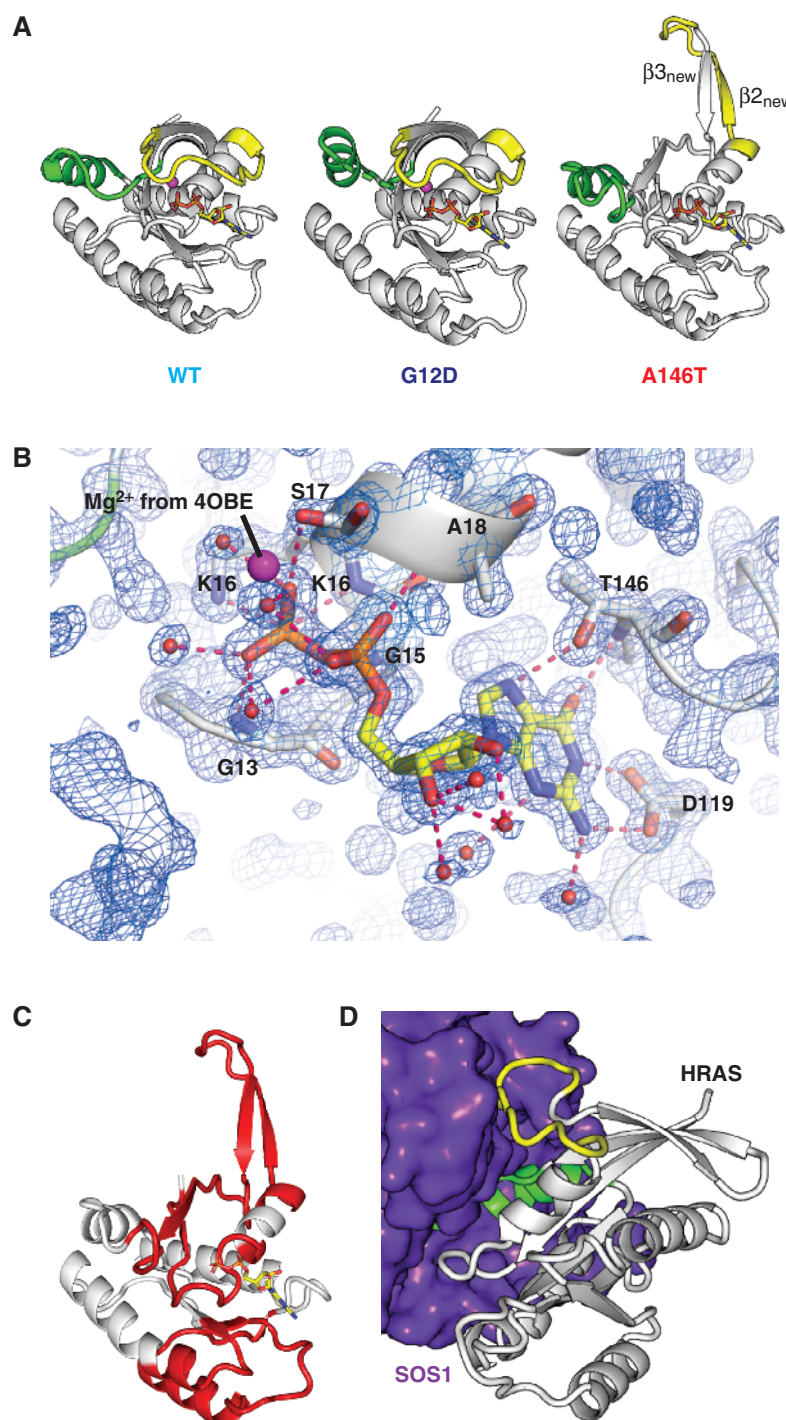 A
β3new
β2new
WT
G12D
A146T
B
Mg2+ from 4OBE
S17
A18
K16
K16
T146
G15
G13
D119
C
D
HRAS
SOS1